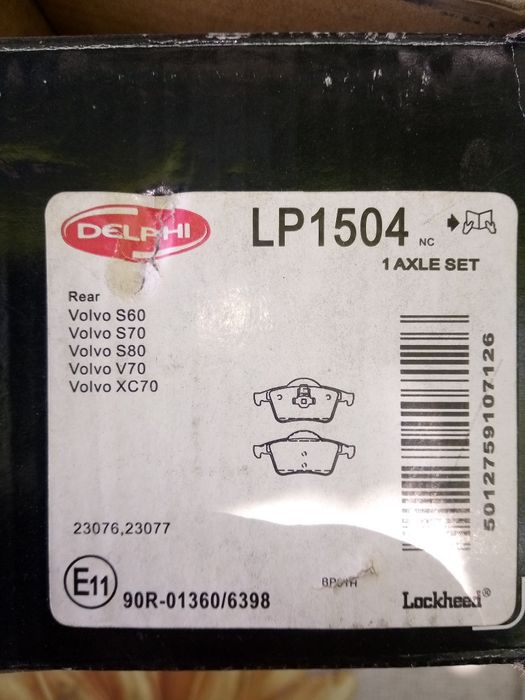 DELPHI
LP1504 NC
1 AXLE SET
Rear
Volvo S60
Volvo S70
Volvo S80
Volvo V70
Volvo XC70
5012759107126
23076,23077
E11
90R-01360/6398
Lockheed®